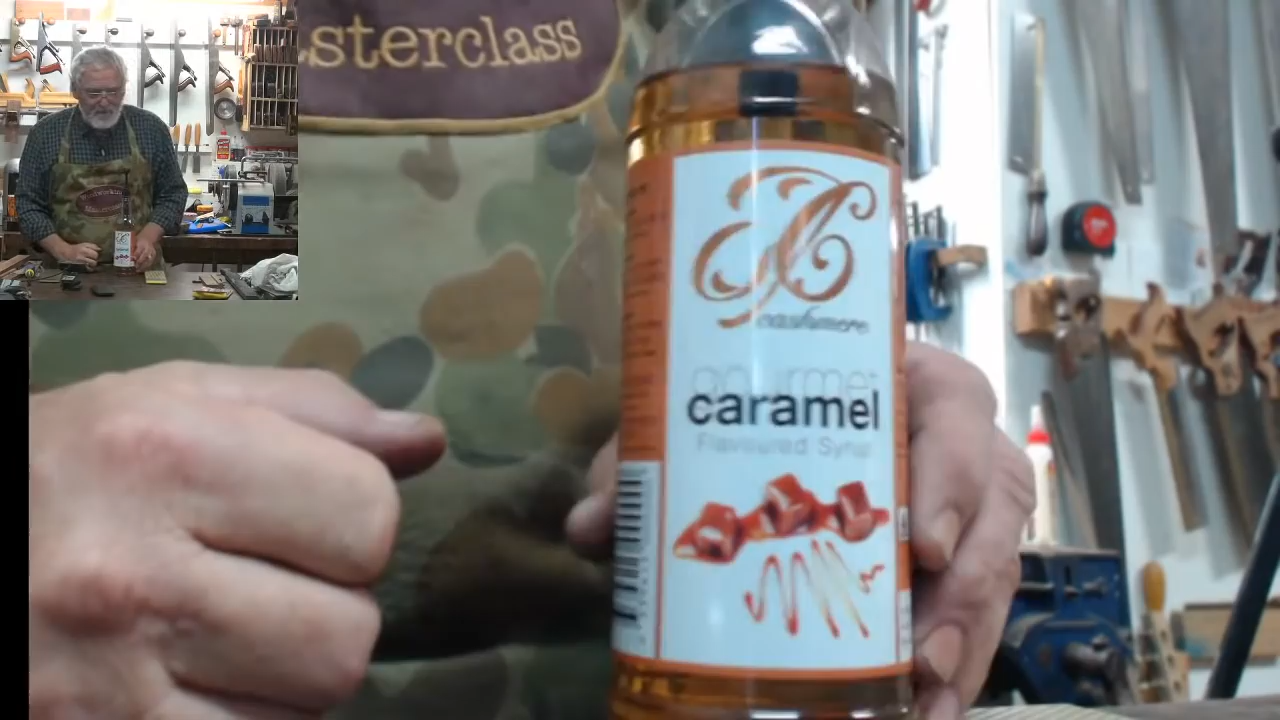 sterclass
cashmere
gourmet
caramel
Flavoured Syrup